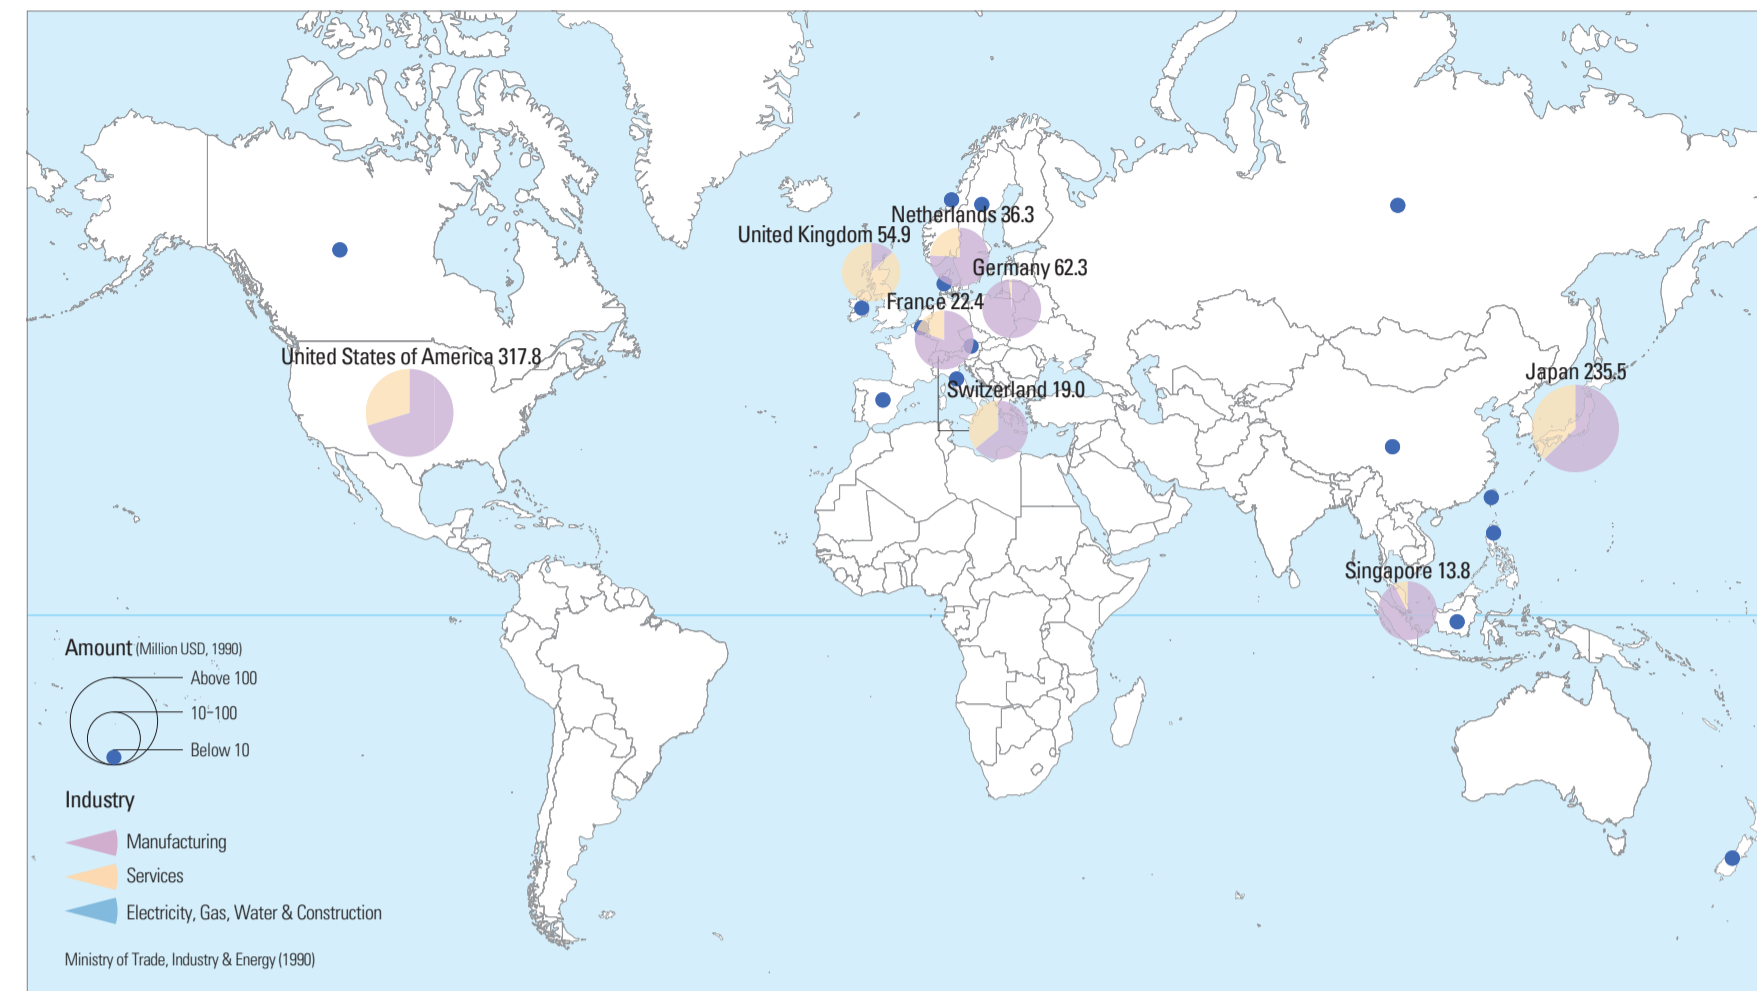 Netherlands 36.3
United Kingdom 54.9
Germany 62.3
France 22.4
United States of America 317.8
Japan 235.5
Switzerland 19.0
Singapore 13.8
Amount (Million USD, 1990)
Above 100
10-100
Below 10
Industry
Manufacturing
Services
Electricity, Gas, Water & Construction
Ministry of Trade, Industry & Energy (1990)